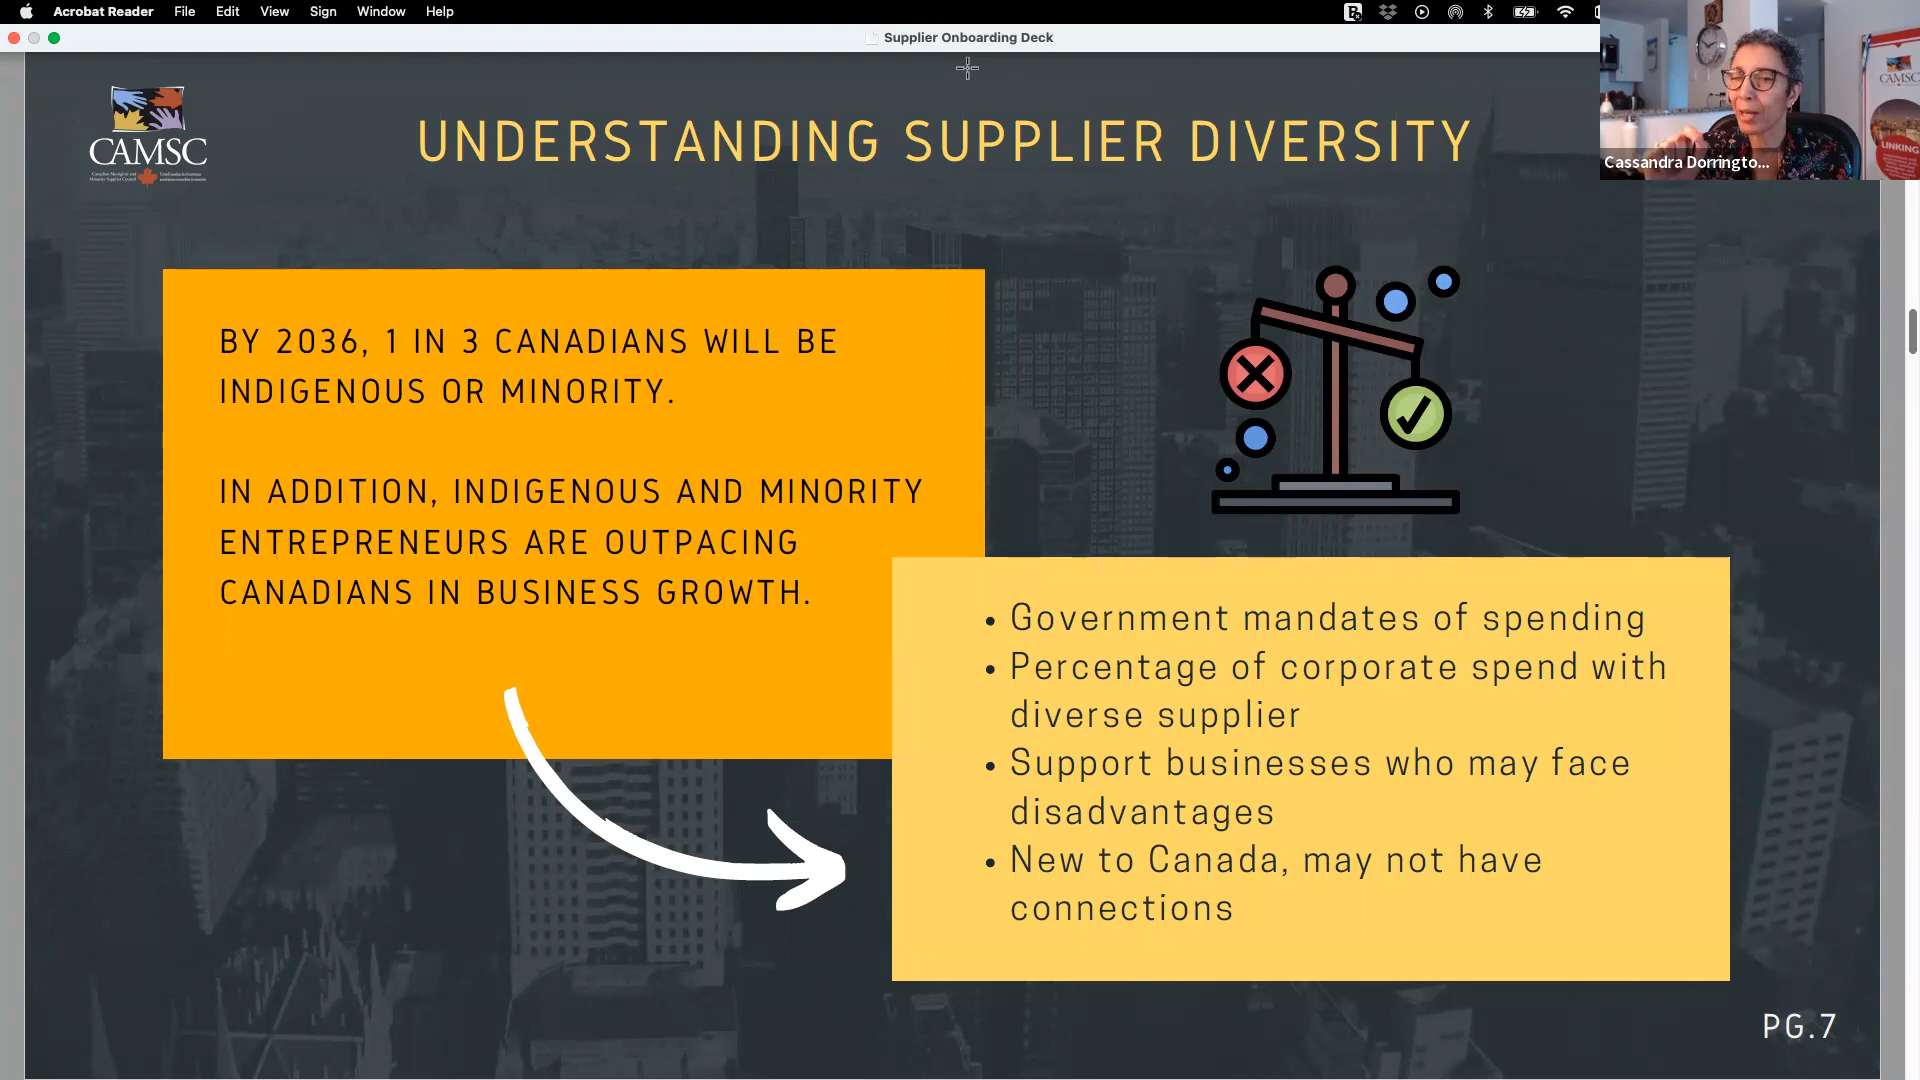 Acrobat Reader File Edit View Sign Window Help
Supplier Onboarding Deck
CAMSC
UNDERSTANDING SUPPLIER DIVERSITY
CAMSC
LINKING
Cassandra Dorringto...
BY 2036, 1 IN 3 CANADIANS WILL BE
INDIGENOUS OR MINORITY.
IN ADDITION, INDIGENOUS AND MINORITY
ENTREPRENEURS ARE OUTPACING
CANADIANS IN BUSINESS GROWTH.
• Government mandates of spending
• Percentage of corporate spend with
diverse supplier
• Support businesses who may face
disadvantages
• New to Canada, may not have
connections
PG.7